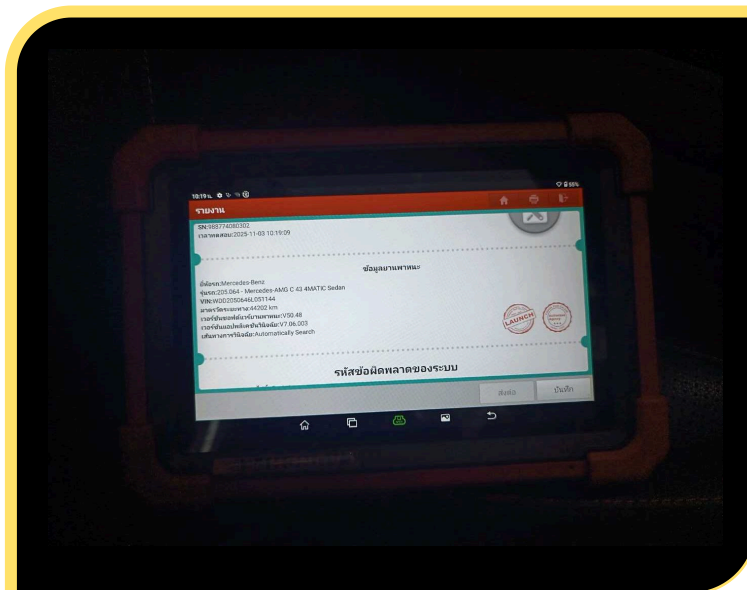 10:19 น.
55%
รายงาน
SN:988774080302
เวลาทดสอบ:2025-11-03 10:19:09
ข้อมูลยานพาหนะ
ยี่ห้อรถ:Mercedes-Benz
รุ่นรถ:205.064 - Mercedes-AMG C 43 4MATIC Sedan
VIN:WDD2050646L051144
มาตรวัดระยะทาง:44202 km
เวอร์ชันซอฟต์แวร์ยานพาหนะ:V50.48
เวอร์ชันแอปพลิเคชันวินิจฉัย:V7.06.003
เส้นทางการวินิจฉัย:Automatically Search
LAUNCH
รหัสข้อผิดพลาดของระบบ
ส่งต่อ
บันทึก